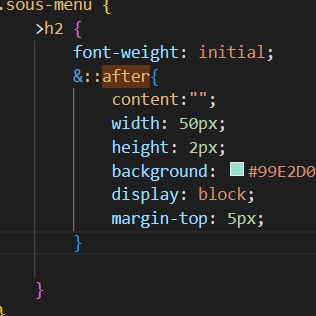 .sous-menu {
>h2 {
font-weight: initial;
&::after{
content:"";
width: 50px;
height: 2px;
background: #99E2D0
display: block;
margin-top: 5px;
}
}
}